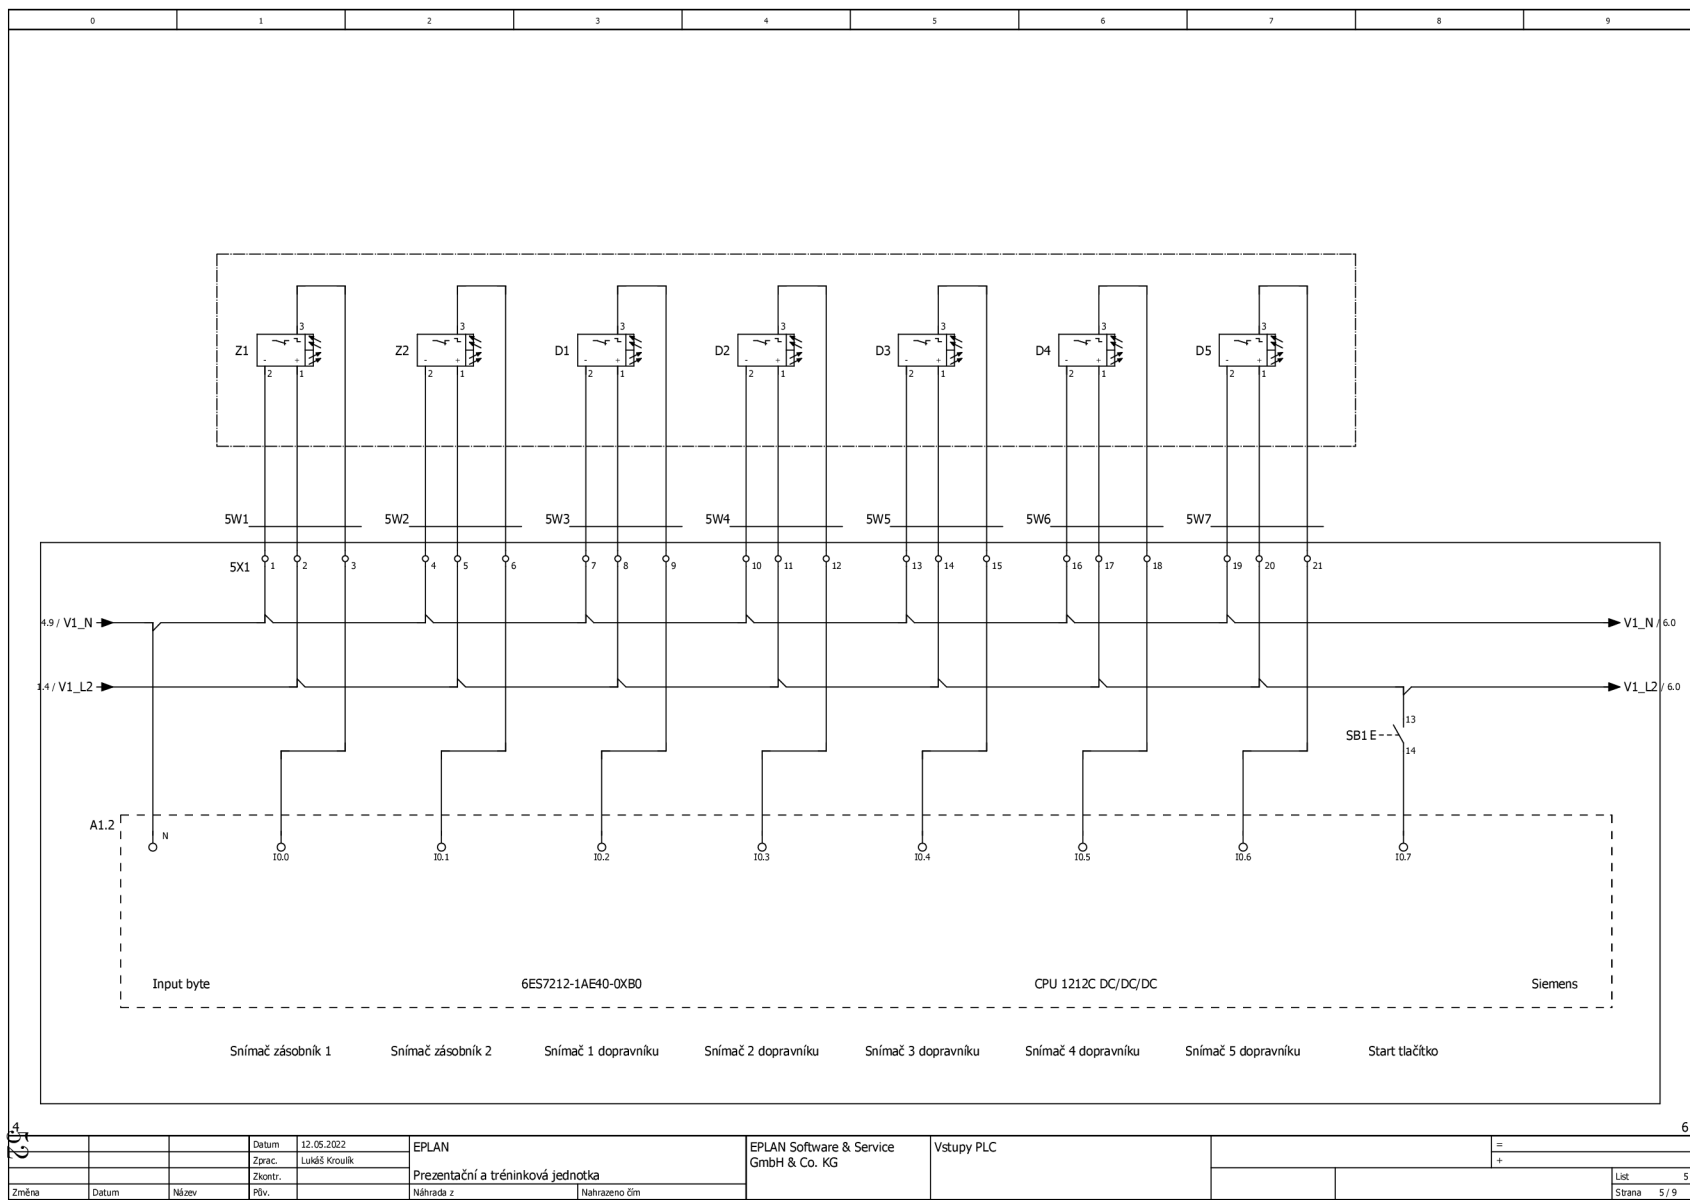 0 1 2 3 4 5 6 7 8 9
3 3 3 3 3 3 3
Z1 Z2 D1 D2 D3 D4 D5
- + - + - + - + - + - + - +
2 1 2 1 2 1 2 1 2 1 2 1 2 1
5W1 5W2 5W3 5W4 5W5 5W6 5W7
5X1 1 2 3 4 5 6 7 8 9 10 11 12 13 14 15 16 17 18 19 20 21
4.9 / V1_N V1_N / 6.0
1.4 / V1_L2 V1_L2 / 6.0
13
SB1 E
14
A1.2 N
I0.0 I0.1 I0.2 I0.3 I0.4 I0.5 I0.6 I0.7
Input byte 6ES7212-1AE40-0XB0 CPU 1212C DC/DC/DC Siemens
Snímač zásobník 1 Snímač zásobník 2 Snímač 1 dopravníku Snímač 2 dopravníku Snímač 3 dopravníku Snímač 4 dopravníku Snímač 5 dopravníku Start tlačítko
4 6
52
Datum 12.05.2022 EPLAN EPLAN Software & Service Vstupy PLC =
Zprac. Lukáš Kroulík GmbH & Co. KG +
Zkontr. Prezentační a tréninková jednotka List 5
Změna Datum Název Pův. Náhrada z Nahrazeno čím Strana 5 / 9